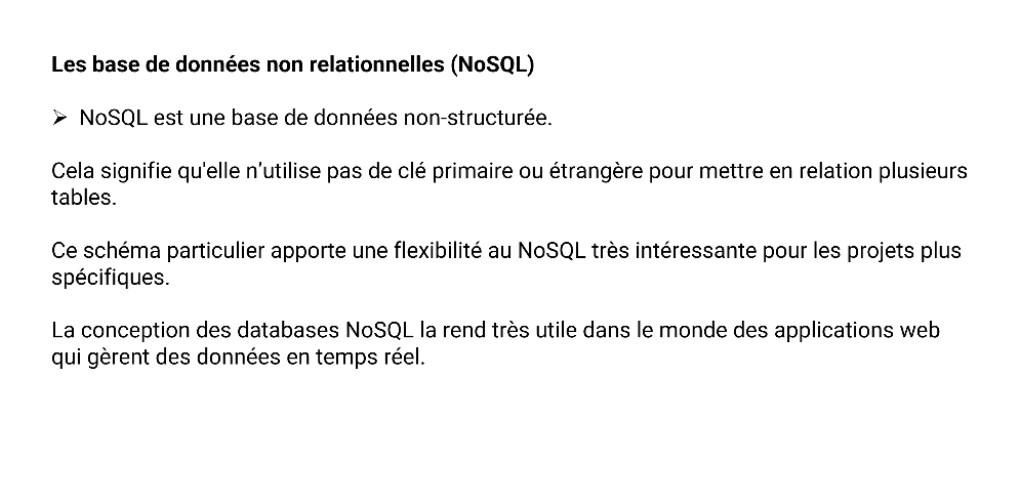 Les base de données non relationnelles (NoSQL)
➢ NoSQL est une base de données non-structurée.
Cela signifie qu'elle n’utilise pas de clé primaire ou étrangère pour mettre en relation plusieurs
tables.
Ce schéma particulier apporte une flexibilité au NoSQL très intéressante pour les projets plus
spécifiques.
La conception des databases NoSQL la rend très utile dans le monde des applications web
qui gèrent des données en temps réel.